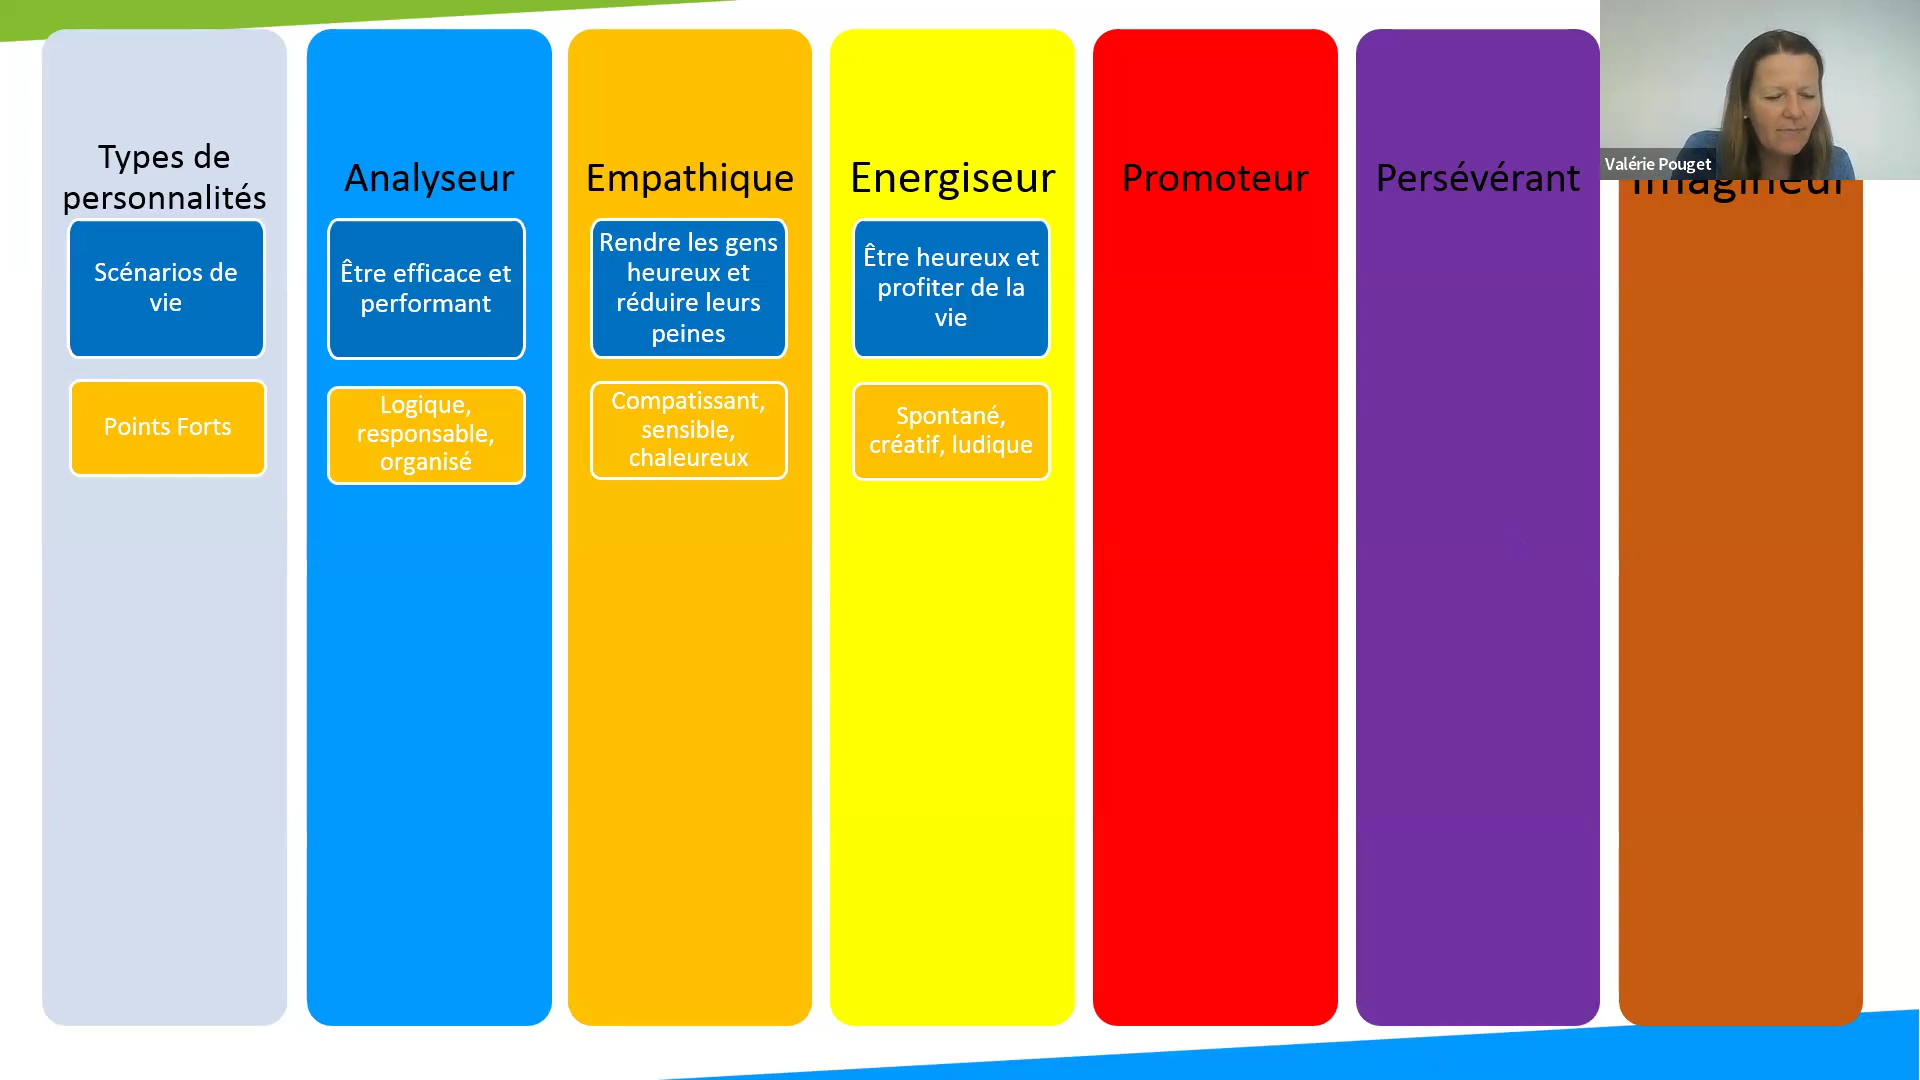 Types de
personnalités
Analyseur
Empathique
Energiseur
Promoteur
Persévérant
Imagineur
Valérie Pouget
Scénarios de
vie
Être efficace et
performant
Rendre les gens
heureux et
réduire leurs
peines
Être heureux et
profiter de la
vie
Points Forts
Logique,
responsable,
organisé
Compatissant,
sensible,
chaleureux
Spontané,
créatif, ludique